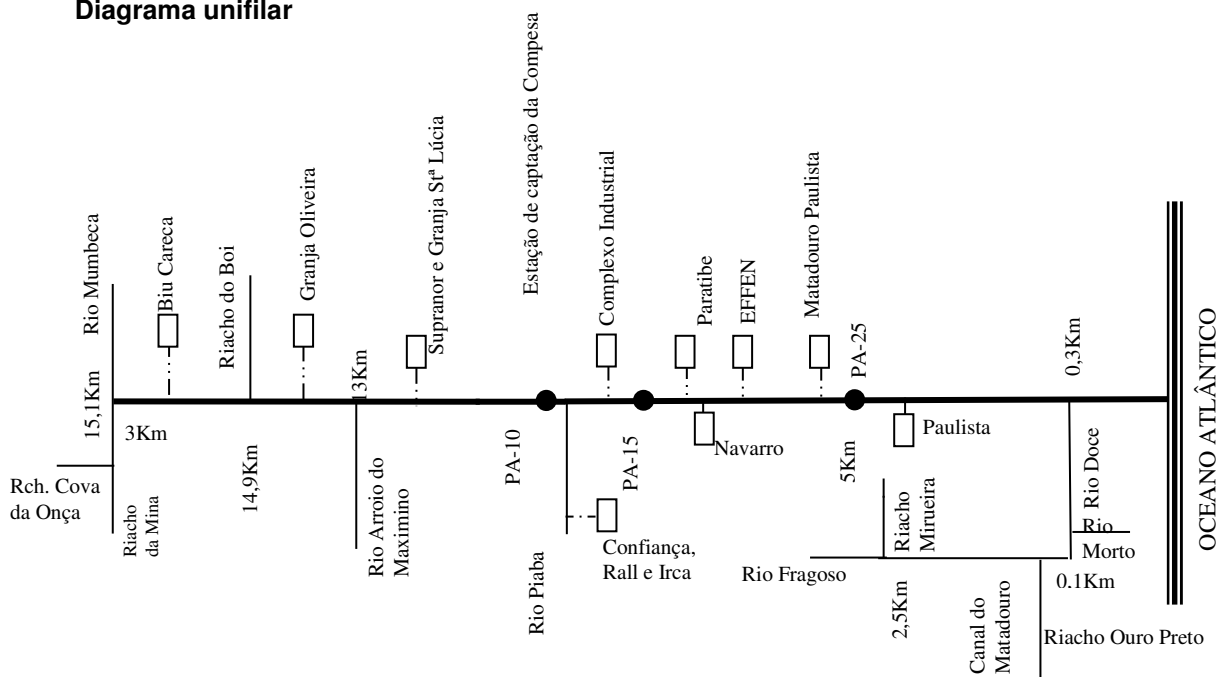 Diagrama unifilar
Rio Mumbeca
15,1Km
3Km
Rch. Cova
da Onça
Riacho
da Mina
Biu Careca
Riacho do Boi
14,9Km
Granja Oliveira
13Km
Rio Arroio do
Maximino
Supranor e Granja Stª Lúcia
Estação de captação da Compesa
PA-10
Rio Piaba
Complexo Industrial
Confiança,
Rall e Irca
PA-15
Paratibe
Navarro
EFFEN
Matadouro Paulista
PA-25
5Km
Paulista
Rio Fragoso
Riacho
Mirueira
2,5Km
Canal do
Matadouro
Riacho Ouro Preto
0,3Km
Rio Doce
Rio
Morto
0.1Km
OCEANO ATLÂNTICO